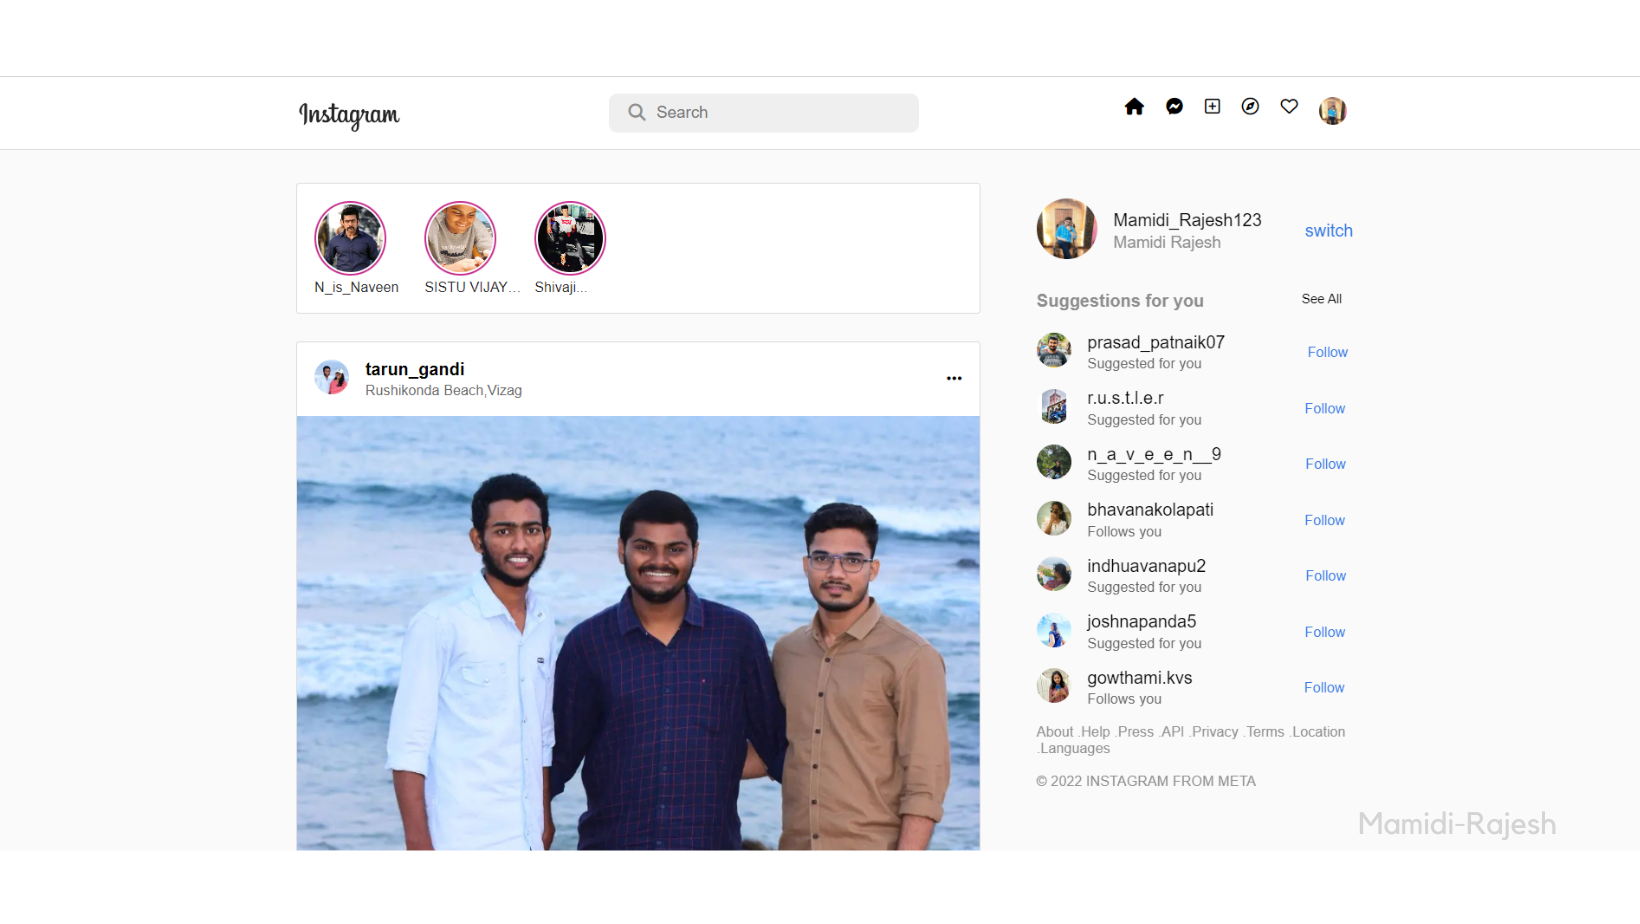 Instagram
Search
N_is_Naveen
SISTU VIJAY...
Shivaji...
Mamidi_Rajesh123
Mamidi Rajesh
switch
Suggestions for you
See All
tarun_gandi
Rushikonda Beach,Vizag
prasad_patnaik07
Suggested for you
Follow
r.u.s.t.l.e.r
Suggested for you
Follow
n_a_v_e_e_n__9
Suggested for you
Follow
bhavanakolapati
Follows you
Follow
indhuavanapu2
Suggested for you
Follow
joshnapanda5
Suggested for you
Follow
gowthami.kvs
Follows you
Follow
About .Help .Press .API .Privacy .Terms .Location
.Languages
© 2022 INSTAGRAM FROM META
Mamidi-Rajesh